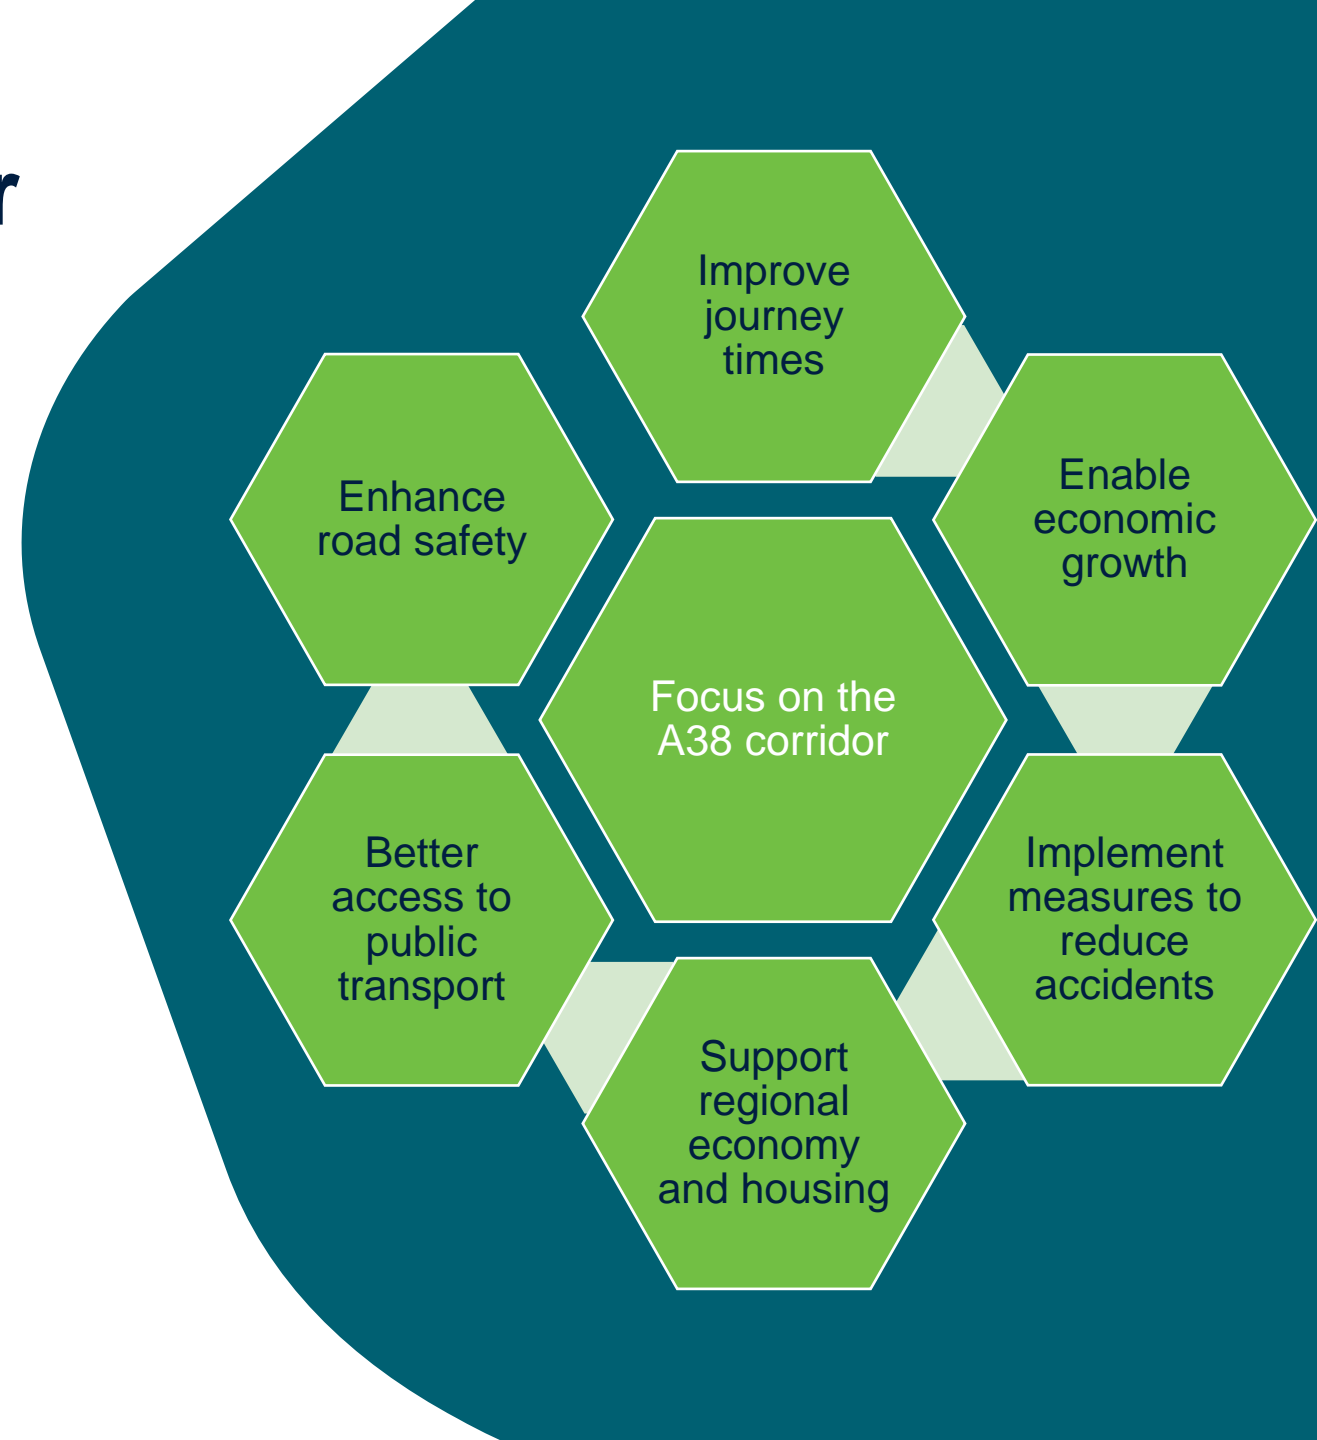 r
Improve
journey
times
Enable
economic
growth
Enhance
road safety
Focus on the
A38 corridor
Better
access to
public
transport
Implement
measures to
reduce
accidents
Support
regional
economy
and housing